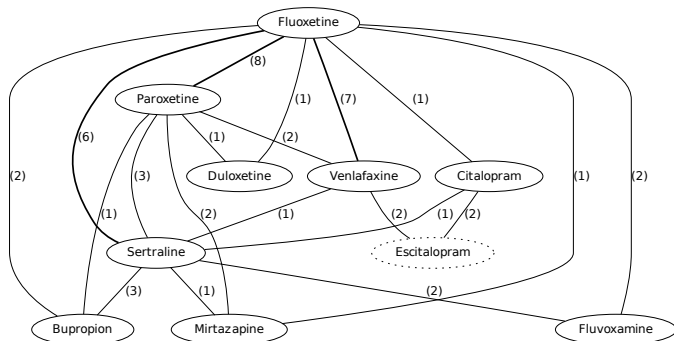 Fluoxetine
(8)
Paroxetine
(1)
(7)
(1)
(6)
(1)
(2)
Duloxetine
Venlafaxine
Citalopram
(2)
(3)
(1)
(2)
(1)
(2)
(1)
(2)
(1)
(2)
Sertraline
Escitalopram
(3)
(1)
(2)
Bupropion
Mirtazapine
Fluvoxamine